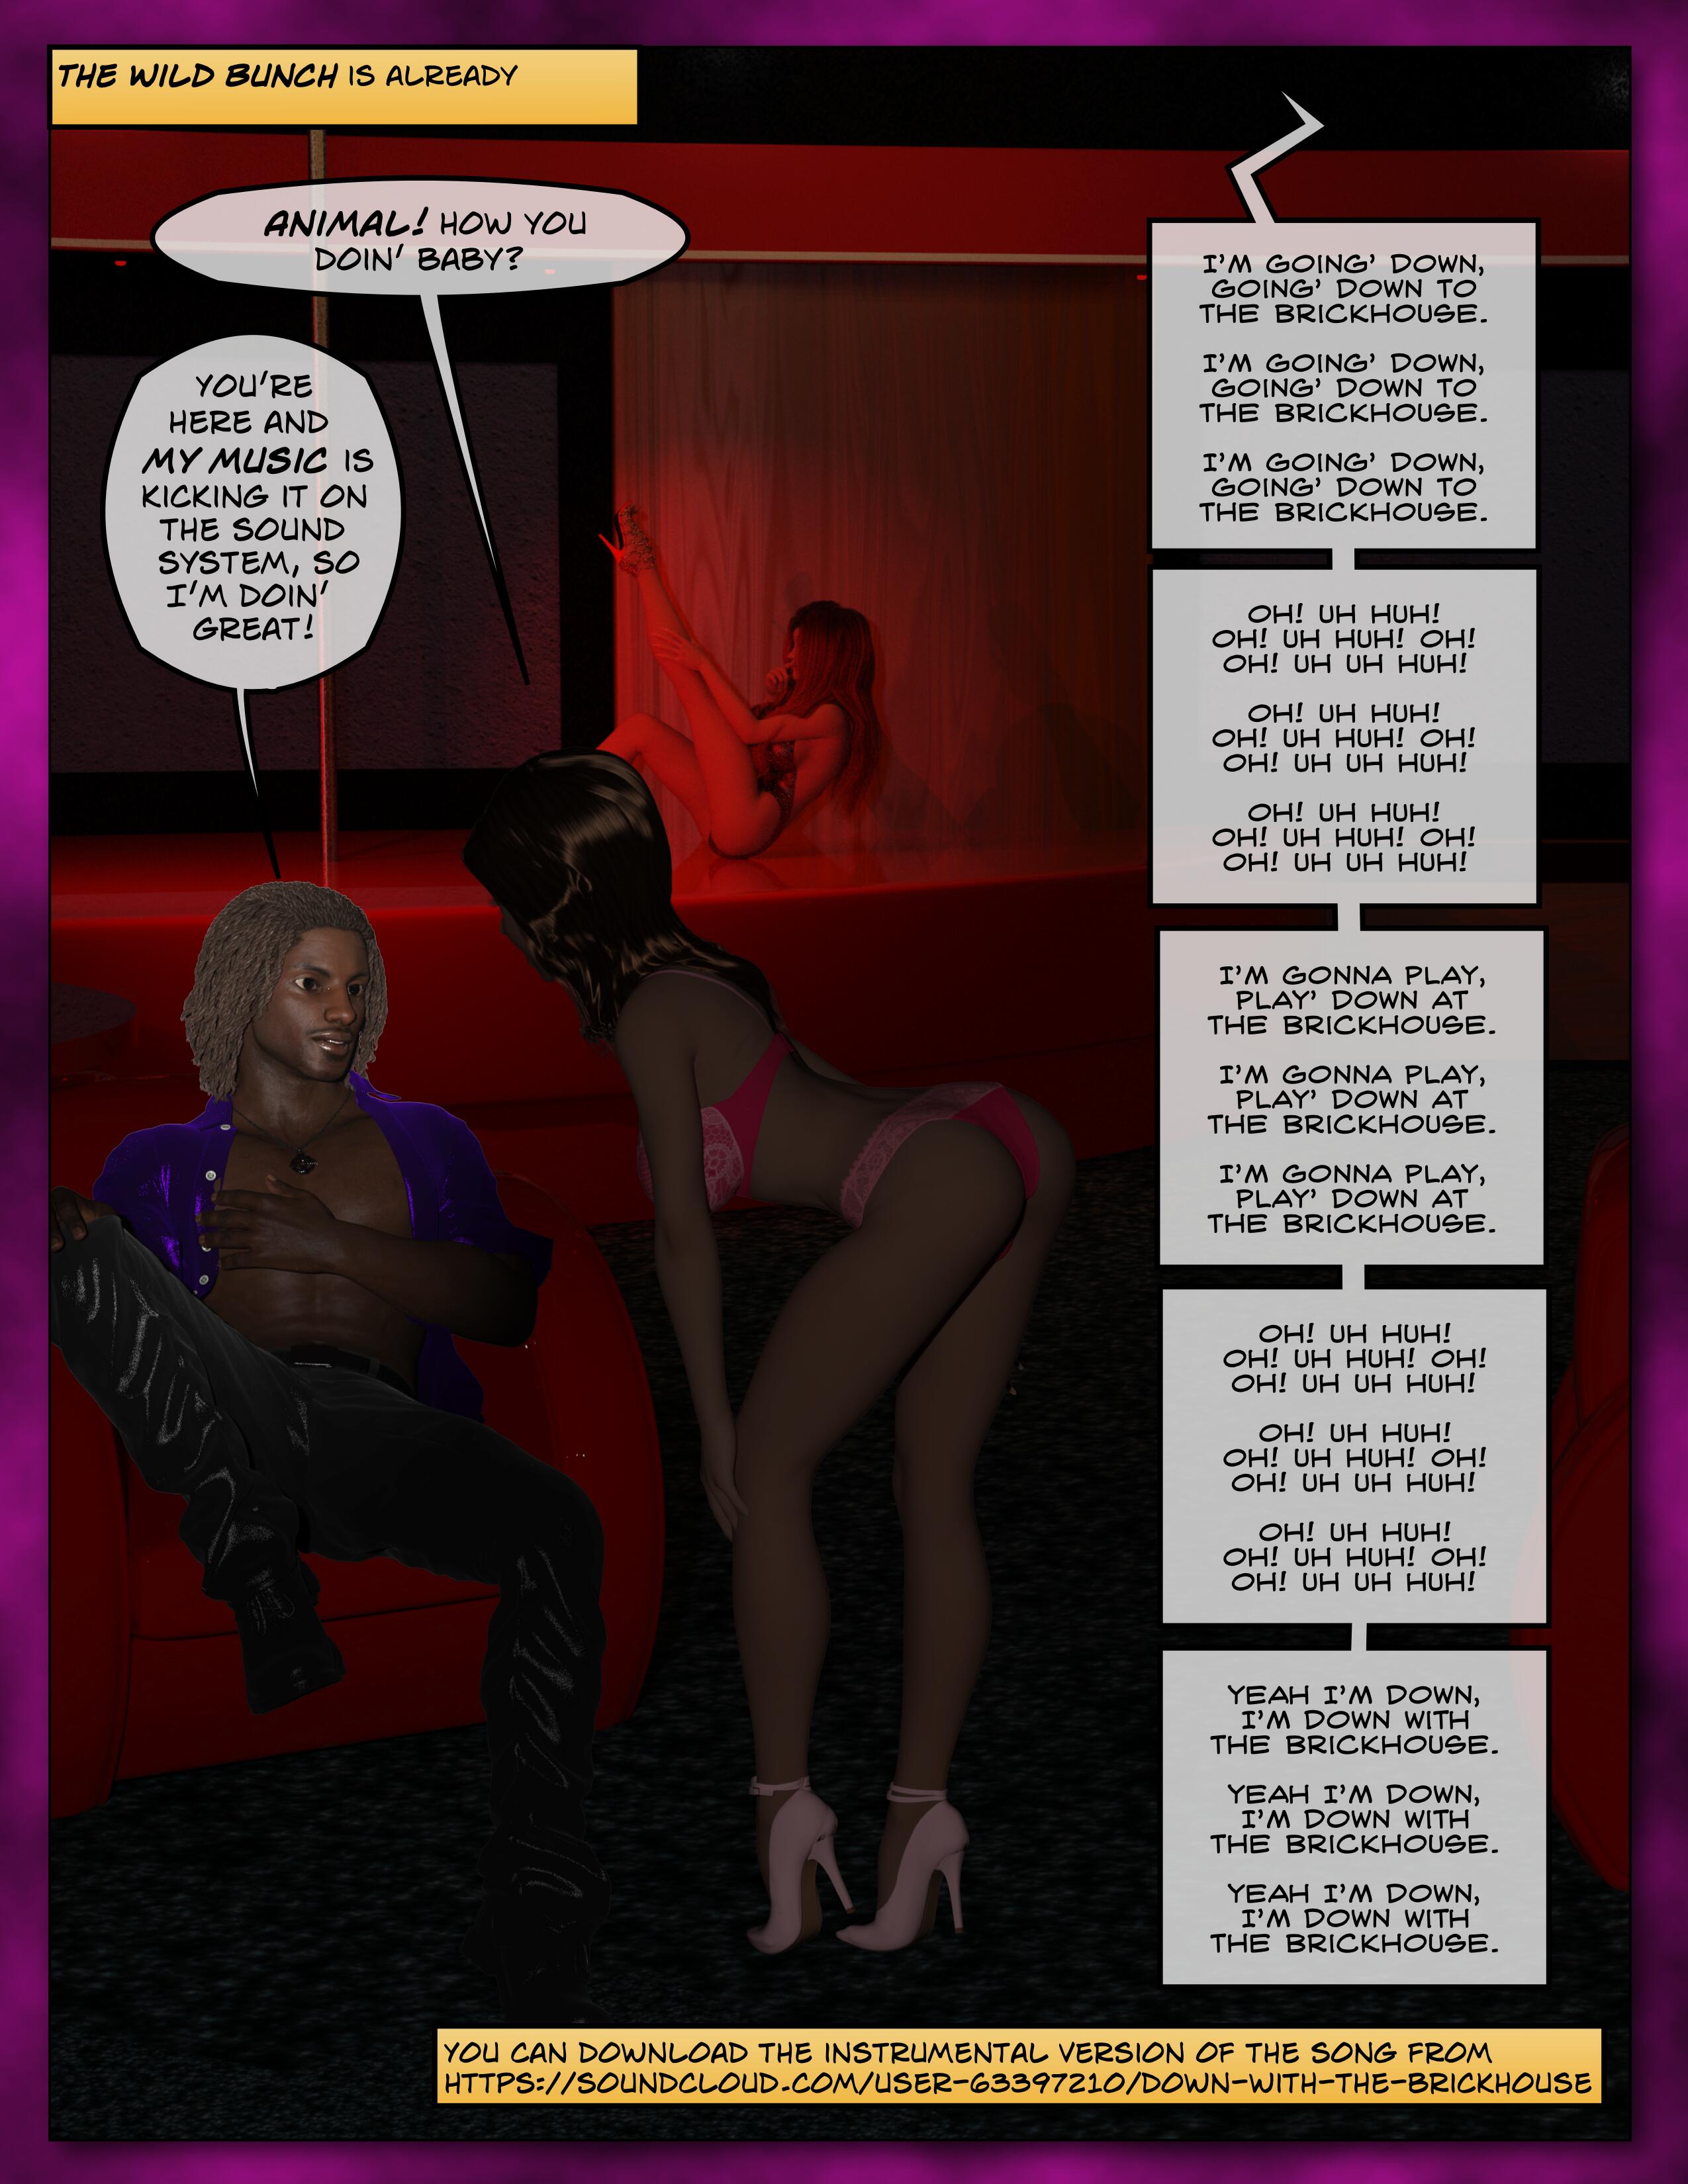 THE WILD BUNCH IS ALREADY
ANIMAL! HOW YOU
DOIN' BABY?
YOU'RE
HERE AND
MY MUSIC IS
KICKING IT ON
THE SOUND
SYSTEM, SO
I'M DOIN'
GREAT!
I'M GOING' DOWN,
GOING' DOWN TO
THE BRICKHOUSE.
I'M GOING' DOWN,
GOING' DOWN TO
THE BRICKHOUSE.
I'M GOING' DOWN,
GOING' DOWN TO
THE BRICKHOUSE.
OH! UH HUH!
OH! UH HUH! OH!
OH! UH UH HUH!
OH! UH HUH!
OH! UH HUH! OH!
OH! UH UH HUH!
OH! UH HUH!
OH! UH HUH! OH!
OH! UH UH HUH!
I'M GONNA PLAY,
PLAY' DOWN AT
THE BRICKHOUSE.
I'M GONNA PLAY,
PLAY' DOWN AT
THE BRICKHOUSE.
I'M GONNA PLAY,
PLAY' DOWN AT
THE BRICKHOUSE.
OH! UH HUH!
OH! UH HUH! OH!
OH! UH UH HUH!
OH! UH HUH!
OH! UH HUH! OH!
OH! UH UH HUH!
OH! UH HUH!
OH! UH HUH! OH!
OH! UH UH HUH!
YEAH I'M DOWN,
I'M DOWN WITH
THE BRICKHOUSE.
YEAH I'M DOWN,
I'M DOWN WITH
THE BRICKHOUSE.
YEAH I'M DOWN,
I'M DOWN WITH
THE BRICKHOUSE.
YOU CAN DOWNLOAD THE INSTRUMENTAL VERSION OF THE SONG FROM
HTTPS://SOUNDCLOUD.COM/USER-63397210/DOWN-WITH-THE-BRICKHOUSE